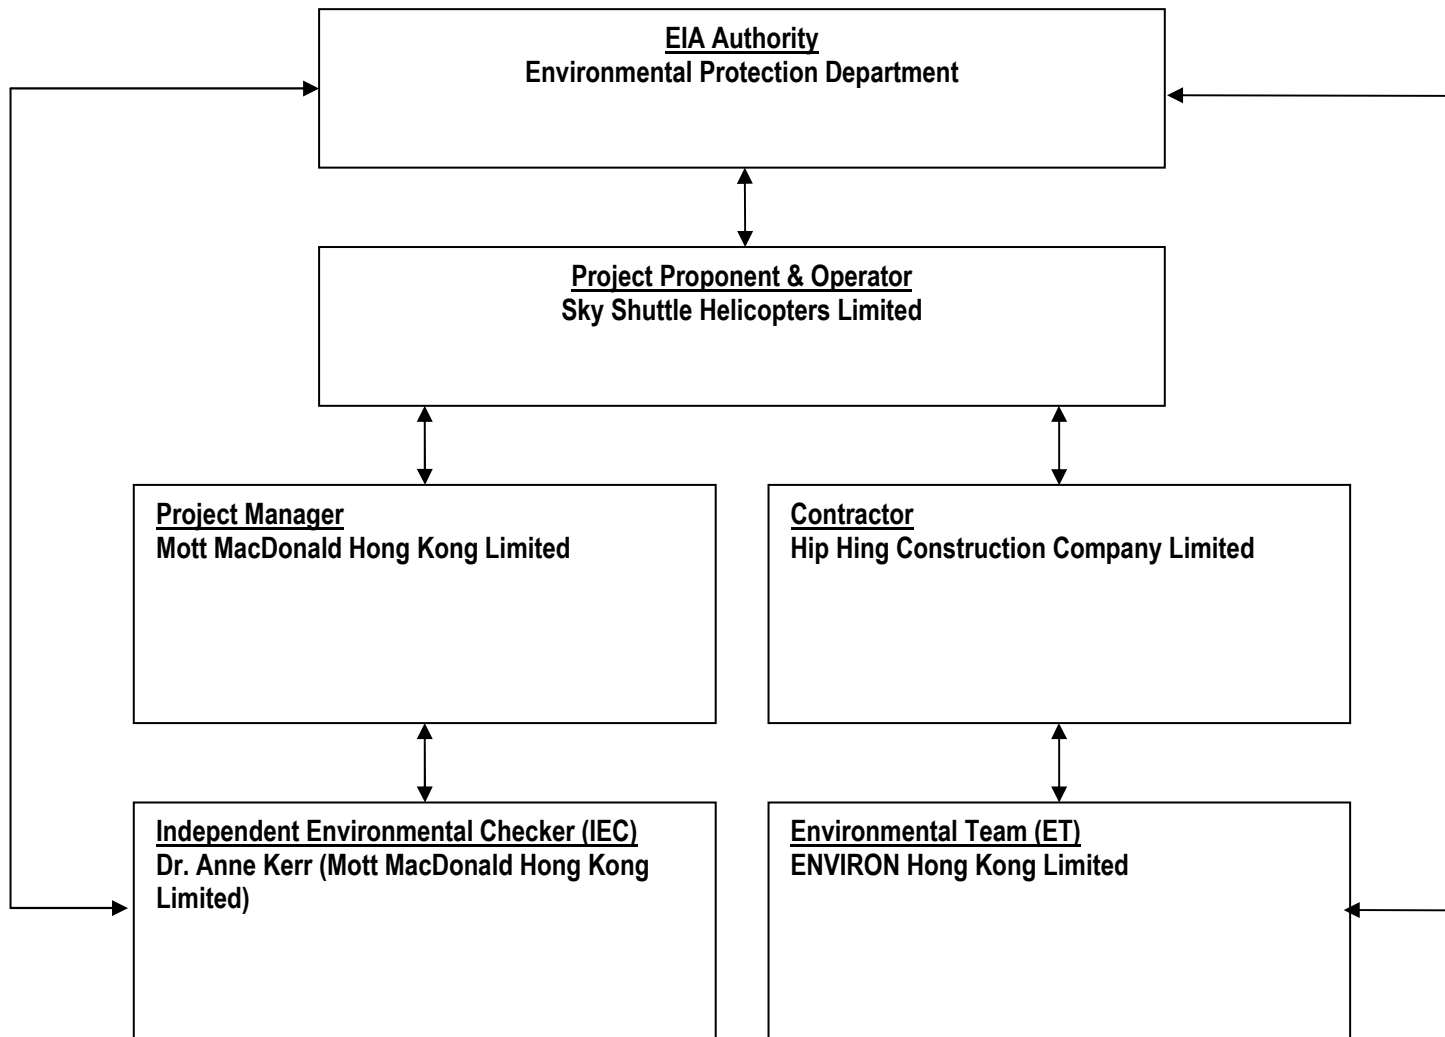 EIA Authority
Environmental Protection Department
Project Proponent & Operator
Sky Shuttle Helicopters Limited
Project Manager
Mott MacDonald Hong Kong Limited
Contractor
Hip Hing Construction Company Limited
Independent Environmental Checker (IEC)
Dr. Anne Kerr (Mott MacDonald Hong Kong
Limited)
Environmental Team (ET)
ENVIRON Hong Kong Limited